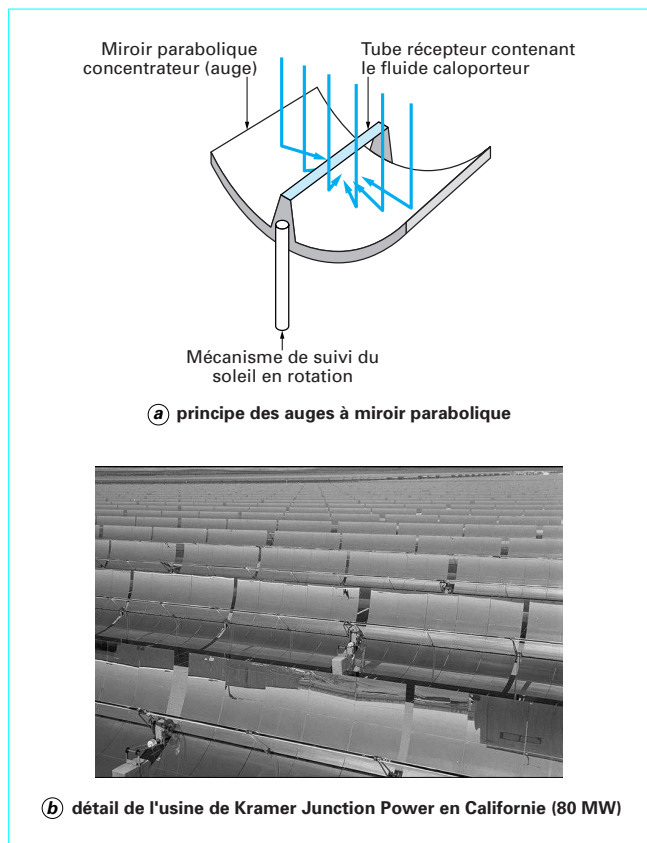 Miroir parabolique
concentrateur (auge)
Tube récepteur contenant
le fluide caloporteur
Mécanisme de suivi du
soleil en rotation
a principe des auges à miroir parabolique
b détail de l'usine de Kramer Junction Power en Californie (80 MW)